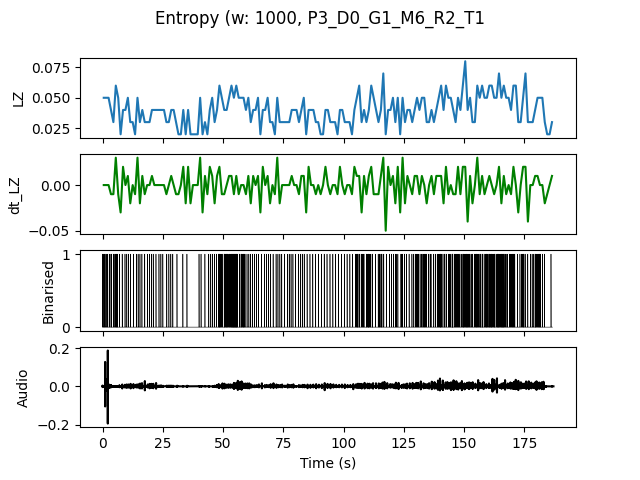 Entropy (w: 1000, P3_D0_G1_M6_R2_T1
0.075
0.050
0.025
LZ
0.00
−0.05
dt_LZ
1
0
Binarised
0.2
0.0
−0.2
Audio
0 25 50 75 100 125 150 175
Time (s)